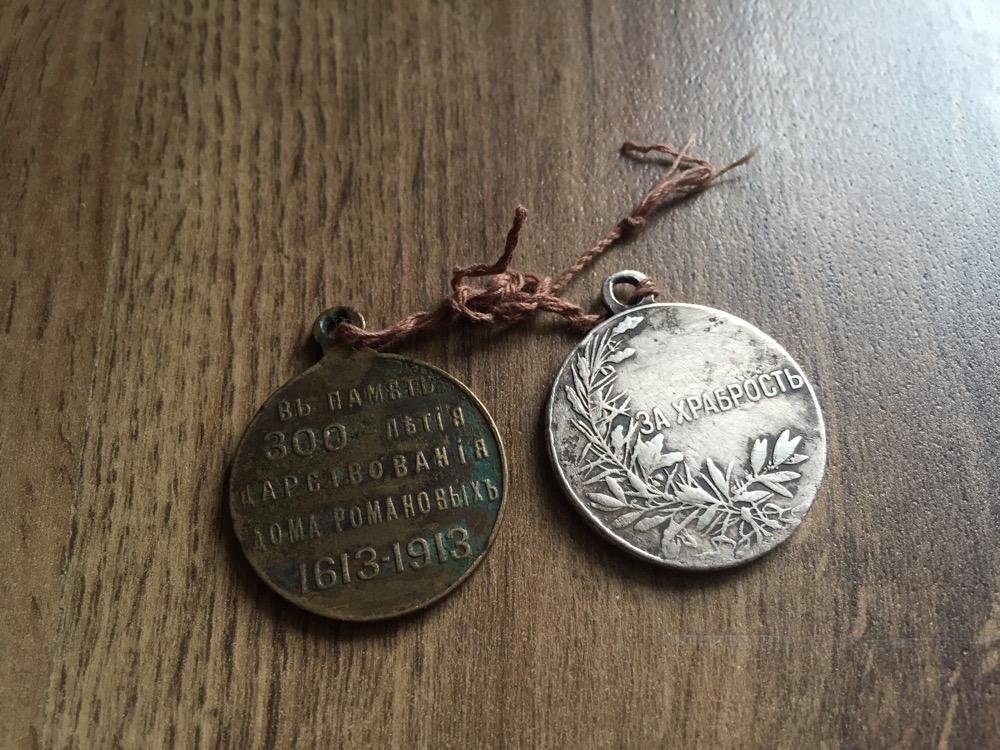 ВЪ ПАМЯТЬ
300-ЛѢТІЯ
ЦАРСТВОВАНІЯ
ДОМА РОМАНОВЫХЪ
1613-1913
ЗА ХРАБРОСТЬ